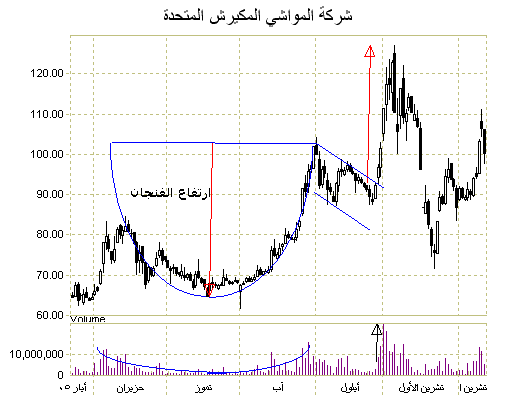 شركة المواشي المكيرش المتحدة
120.00
110.00
100.00
ارتفاع الفنجان
90.00
80.00
70.00
60.00
Volume
10,000,000
0
أيار ٠٥ حزيران تموز آب أيلول تشرين الأول تشرين ا